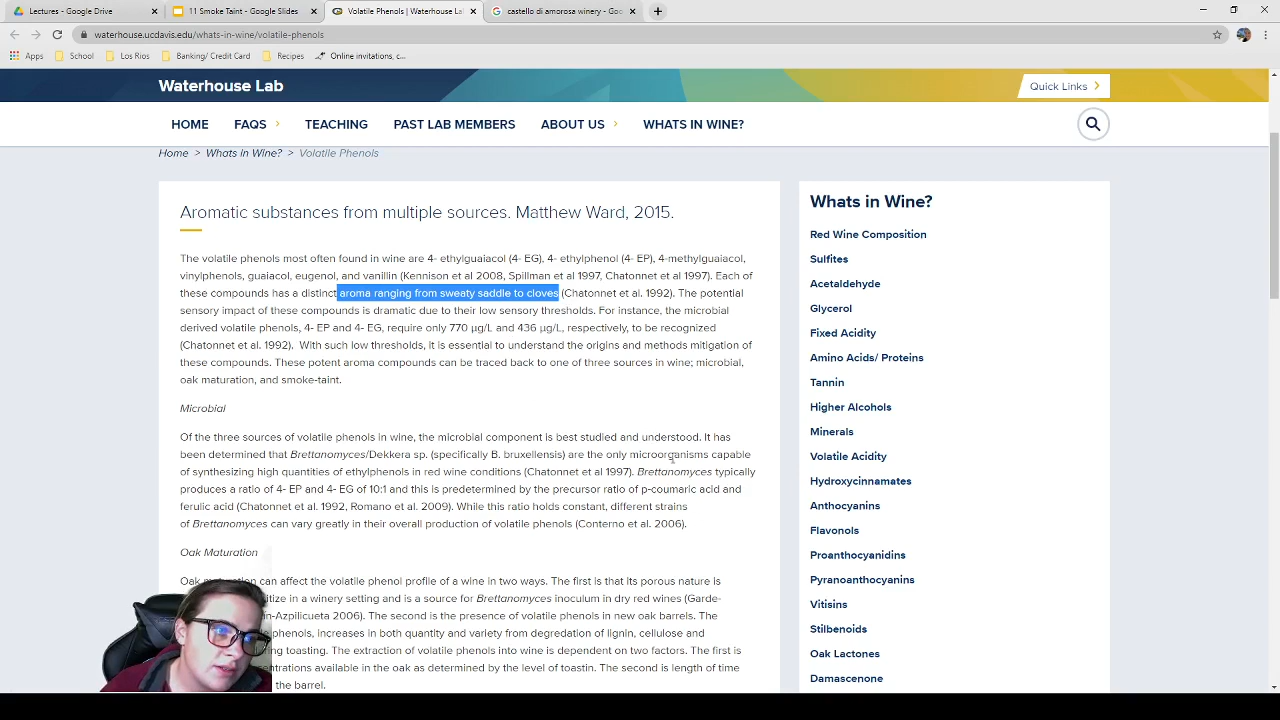 Lectures - Google Drive
11 Smoke Taint - Google Slides
Volatile Phenols | Waterhouse L
castello di amorosa winery - Goo
waterhouse.ucdavis.edu/whats-in-wine/volatile-phenols
Apps
School
Los Rios
Banking/ Credit Card
Recipes
Online invitations, c...
Waterhouse Lab
Quick Links
HOME
FAQS
TEACHING
PAST LAB MEMBERS
ABOUT US
WHATS IN WINE?
Home > Whats in Wine? > Volatile Phenols
Aromatic substances from multiple sources. Matthew Ward, 2015.
The volatile phenols most often found in wine are 4- ethylguaiacol (4- EG), 4- ethylphenol (4- EP), 4-methylguaiacol,
vinylphenols, guaiacol, eugenol, and vanillin (Kennison et al 2008, Spillman et al 1997, Chatonnet et al 1997). Each of
these compounds has a distinct aroma ranging from sweaty saddle to cloves (Chatonnet et al. 1992). The potential
sensory impact of these compounds is dramatic due to their low sensory thresholds. For instance, the microbial
derived volatile phenols, 4- EP and 4- EG, require only 770 µg/L and 436 µg/L, respectively, to be recognized
(Chatonnet et al. 1992). With such low thresholds, it is essential to understand the origins and methods mitigation of
these compounds. These potent aroma compounds can be traced back to one of three sources in wine; microbial,
oak maturation, and smoke-taint.
Microbial
Of the three sources of volatile phenols in wine, the microbial component is best studied and understood. It has
been determined that Brettanomyces/Dekkera sp. (specifically B. bruxellensis) are the only microorganisms capable
of synthesizing high quantities of ethylphenols in red wine conditions (Chatonnet et al 1997). Brettanomyces typically
produces a ratio of 4- EP and 4- EG of 10:1 and this is predetermined by the precursor ratio of p-coumaric acid and
ferulic acid (Chatonnet et al. 1992, Romano et al. 2009). While this ratio holds constant, different strains
of Brettanomyces can vary greatly in their overall production of volatile phenols (Conterno et al. 2006).
Oak Maturation
Oak maturation can affect the volatile phenol profile of a wine in two ways. The first is that its porous nature is
itize in a winery setting and is a source for Brettanomyces inoculum in dry red wines (Garde-
in-Azpilicueta 2006). The second is the presence of volatile phenols in new oak barrels. The
phenols, increases in both quantity and variety from degradation of lignin, cellulose and
ng toasting. The extraction of volatile phenols into wine is dependent on two factors. The first is
entrations available in the oak as determined by the level of toastin. The second is length of time
the barrel.
Whats in Wine?
Red Wine Composition
Sulfites
Acetaldehyde
Glycerol
Fixed Acidity
Amino Acids/ Proteins
Tannin
Higher Alcohols
Minerals
Volatile Acidity
Hydroxycinnamates
Anthocyanins
Flavonols
Proanthocyanidins
Pyranoanthocyanins
Vitisins
Stilbenoids
Oak Lactones
Damascenone